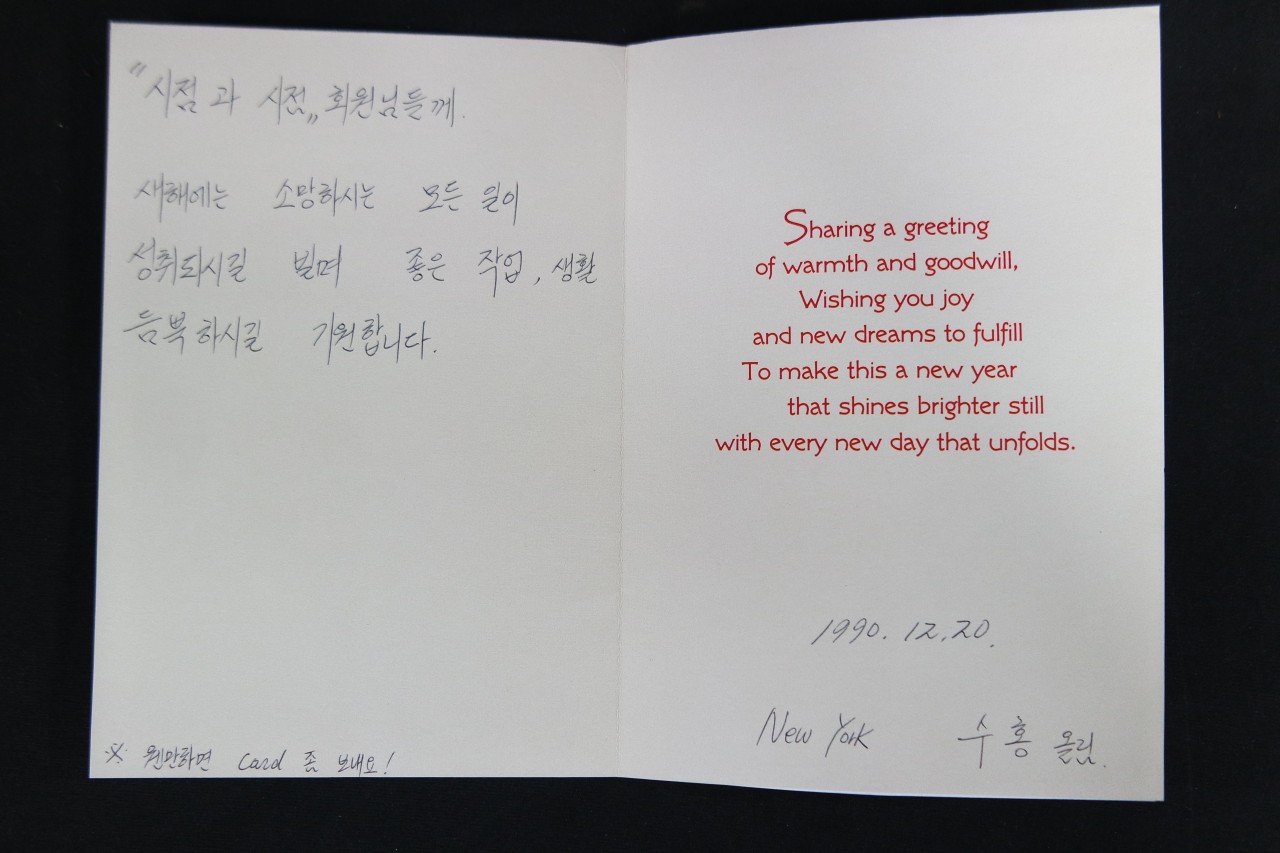 "시점과 시점" 회원님들께.
새해에는 소망하시는 모든 일이
성취되시길 빌며 좋은 작업, 생활
듬뿍 하시길 기원합니다.
※ 웬만하면 Card 좀 보내요!
Sharing a greeting
of warmth and goodwill,
Wishing you joy
and new dreams to fulfill
To make this a new year
that shines brighter still
with every new day that unfolds.
1990. 12. 20.
New York 수홍 올림.